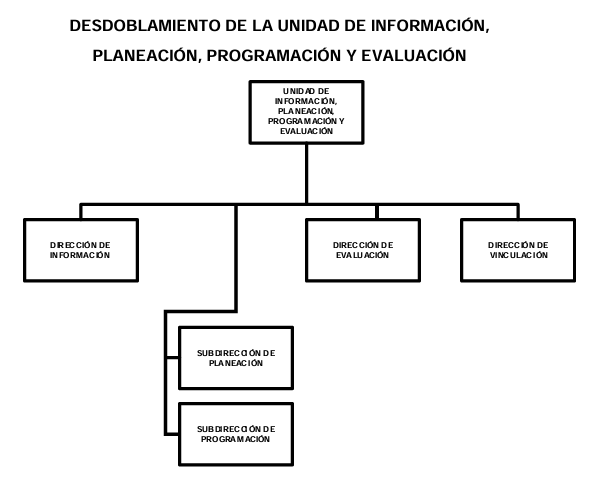 DESDOBLAMIENTO DE LA UNIDAD DE INFORMACIÓN,
PLANEACIÓN, PROGRAMACIÓN Y EVALUACIÓN
UNIDAD DE
INFORMACIÓN,
PLANEACIÓN,
PROGRAMACIÓN Y
EVALUACIÓN
DIRECCIÓN DE
INFORMACIÓN
DIRECCIÓN DE
EVALUACIÓN
DIRECCIÓN DE
VINCULACIÓN
SUBDIRECCIÓN DE
PLANEACIÓN
SUBDIRECCIÓN DE
PROGRAMACIÓN